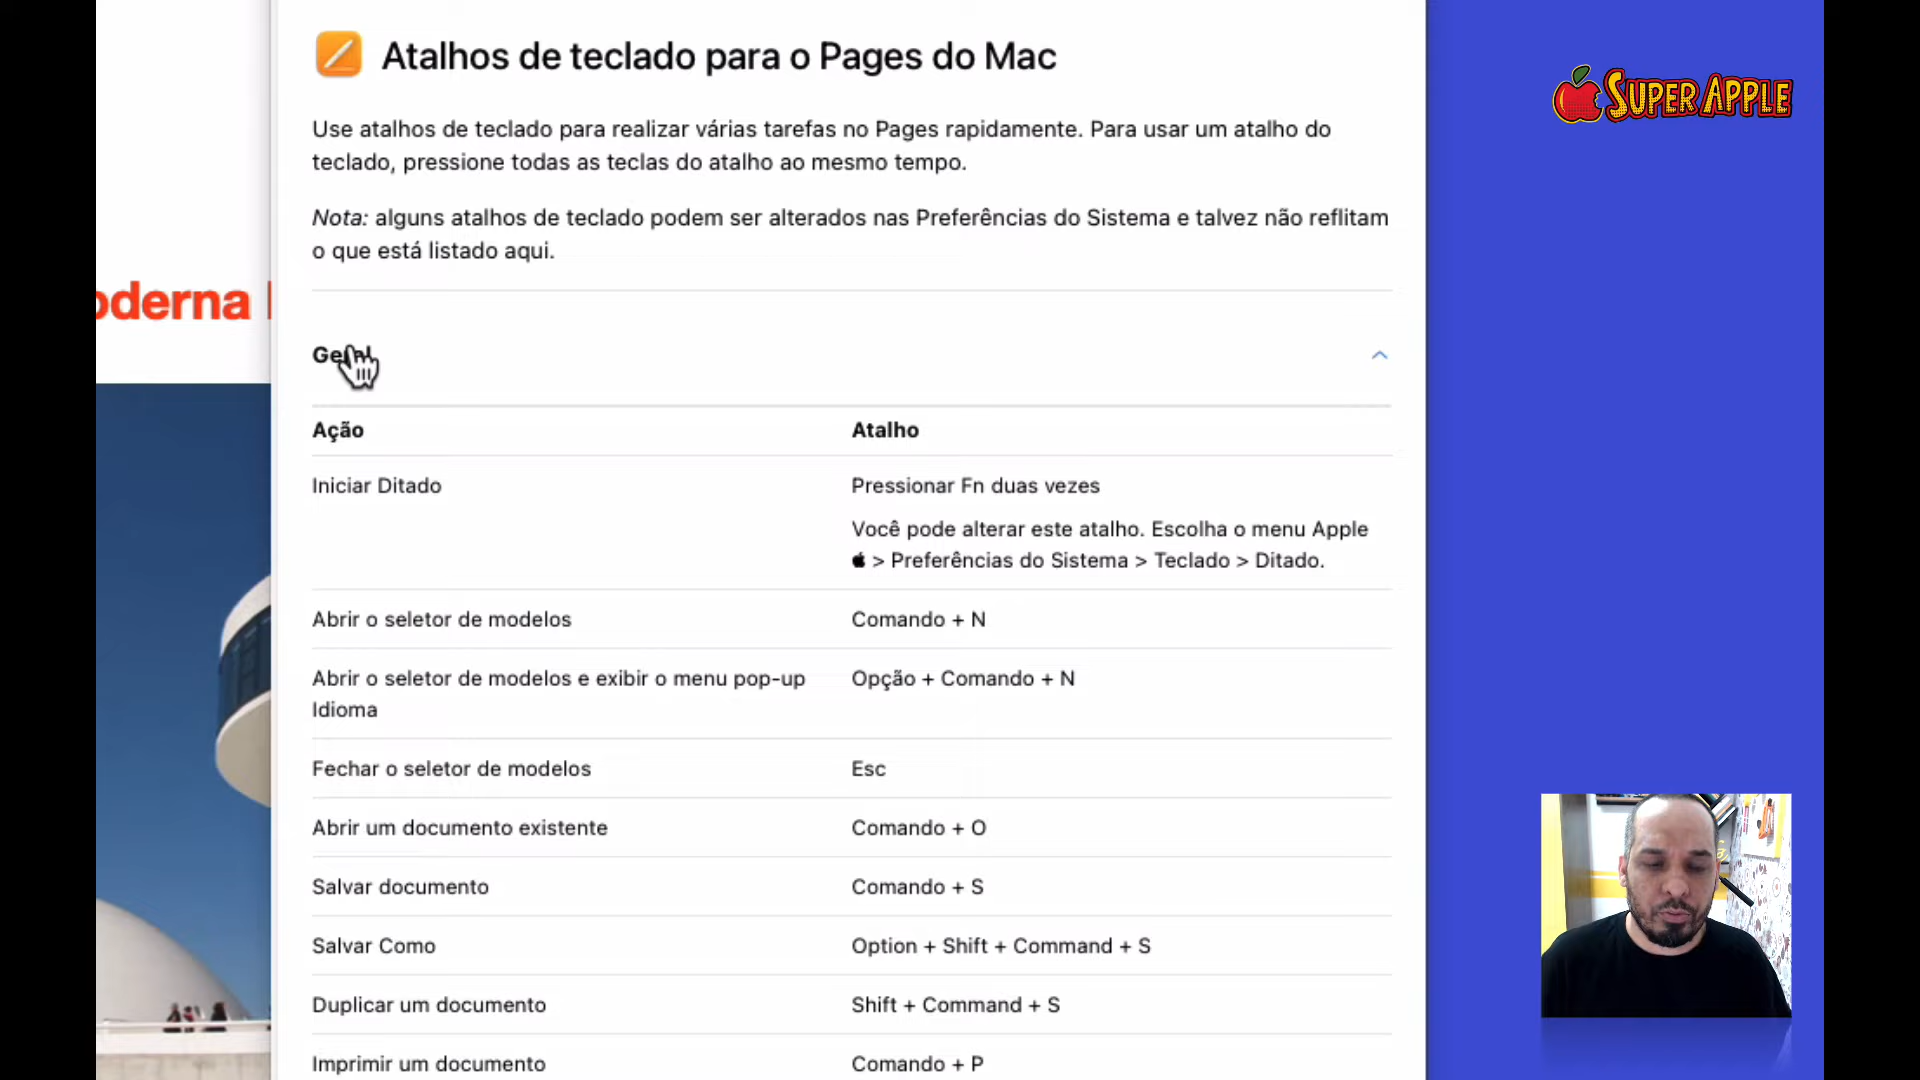 Atalhos de teclado para o Pages do Mac
SUPER APPLE
Use atalhos de teclado para realizar várias tarefas no Pages rapidamente. Para usar um atalho do
teclado, pressione todas as teclas do atalho ao mesmo tempo.
Nota: alguns atalhos de teclado podem ser alterados nas Preferências do Sistema e talvez não reflitam
o que está listado aqui.
oderna
Geral
Ação Atalho
Iniciar Ditado Pressionar Fn duas vezes
Você pode alterar este atalho. Escolha o menu Apple
> Preferências do Sistema > Teclado > Ditado.
Abrir o seletor de modelos Comando + N
Abrir o seletor de modelos e exibir o menu pop-up Opção + Comando + N
Idioma
Fechar o seletor de modelos Esc
Abrir um documento existente Comando + O
Salvar documento Comando + S
Salvar Como Option + Shift + Command + S
Duplicar um documento Shift + Command + S
Imprimir um documento Comando + P